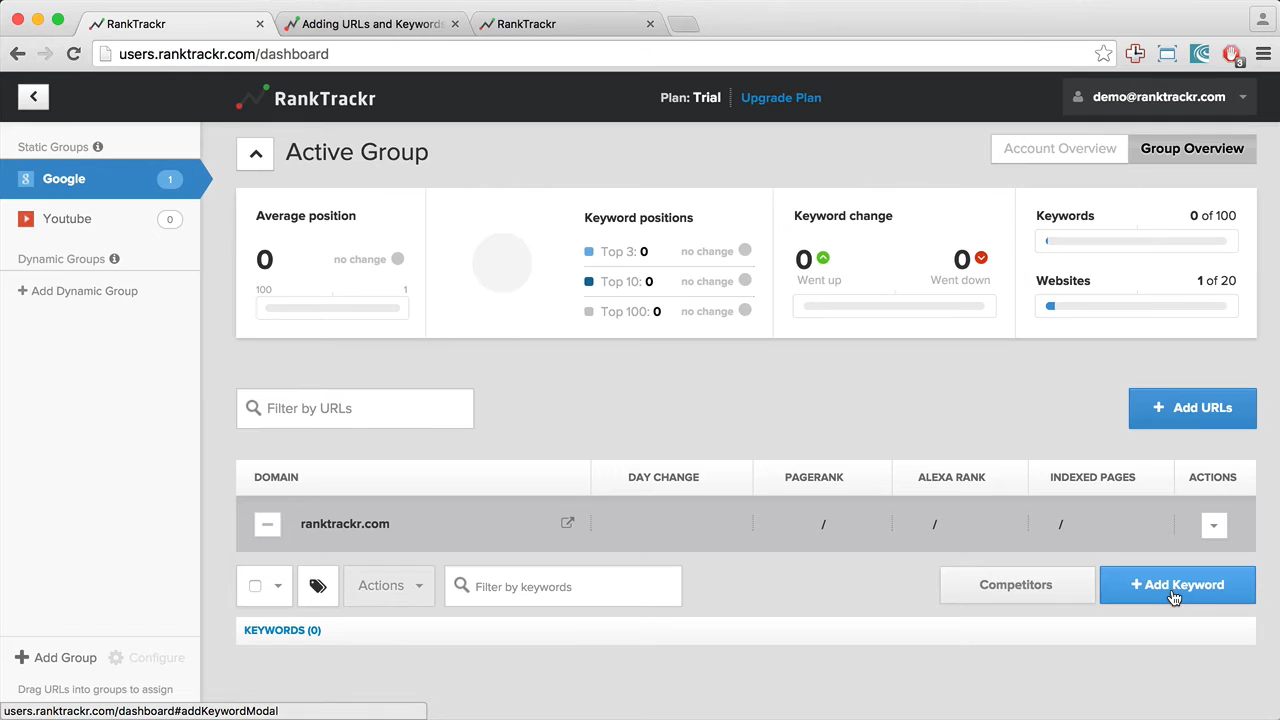 RankTrackr
Adding URLs and Keywords
RankTrackr
users.ranktrackr.com/dashboard
3
RankTrackr
Plan: Trial
Upgrade Plan
demo@ranktrackr.com
Static Groups
Google
1
Youtube
0
Dynamic Groups
+ Add Dynamic Group
Active Group
Account Overview
Group Overview
Average position
0
no change
100
1
Keyword positions
Top 3: 0
no change
Top 10: 0
no change
Top 100: 0
no change
Keyword change
0
Went up
0
Went down
Keywords
0 of 100
Websites
1 of 20
Filter by URLs
+ Add URLs
DOMAIN
DAY CHANGE
PAGERANK
ALEXA RANK
INDEXED PAGES
ACTIONS
ranktrackr.com
/
/
/
Actions
Filter by keywords
Competitors
+ Add Keyword
KEYWORDS (0)
+ Add Group
Configure
Drag URLs into groups to assign
users.ranktrackr.com/dashboard#addKeywordModal